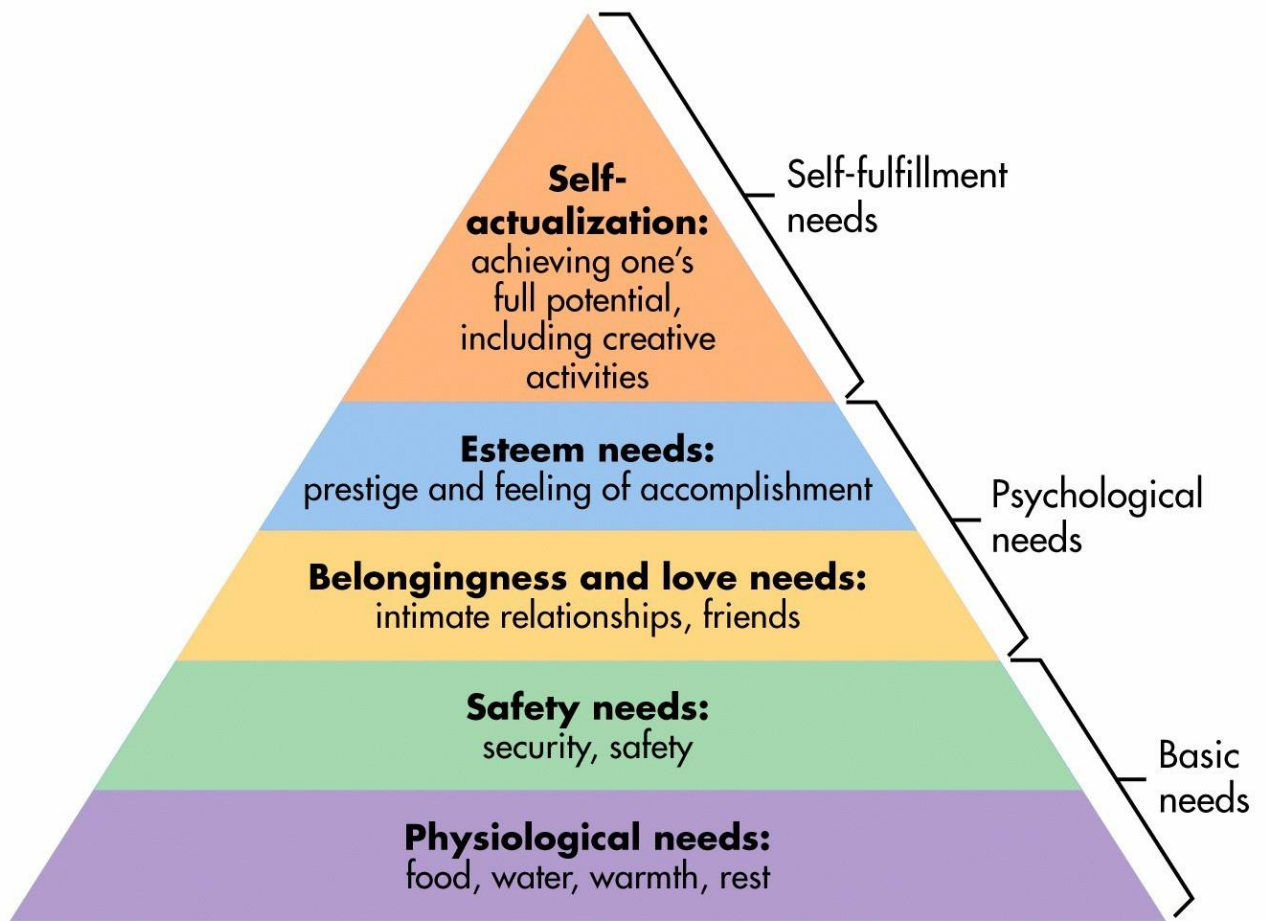 Self-
actualization:
achieving one's
full potential,
including creative
activities
Self-fulfillment
needs
Esteem needs:
prestige and feeling of accomplishment
Psychological
needs
Belongingness and love needs:
intimate relationships, friends
Safety needs:
security, safety
Basic
needs
Physiological needs:
food, water, warmth, rest